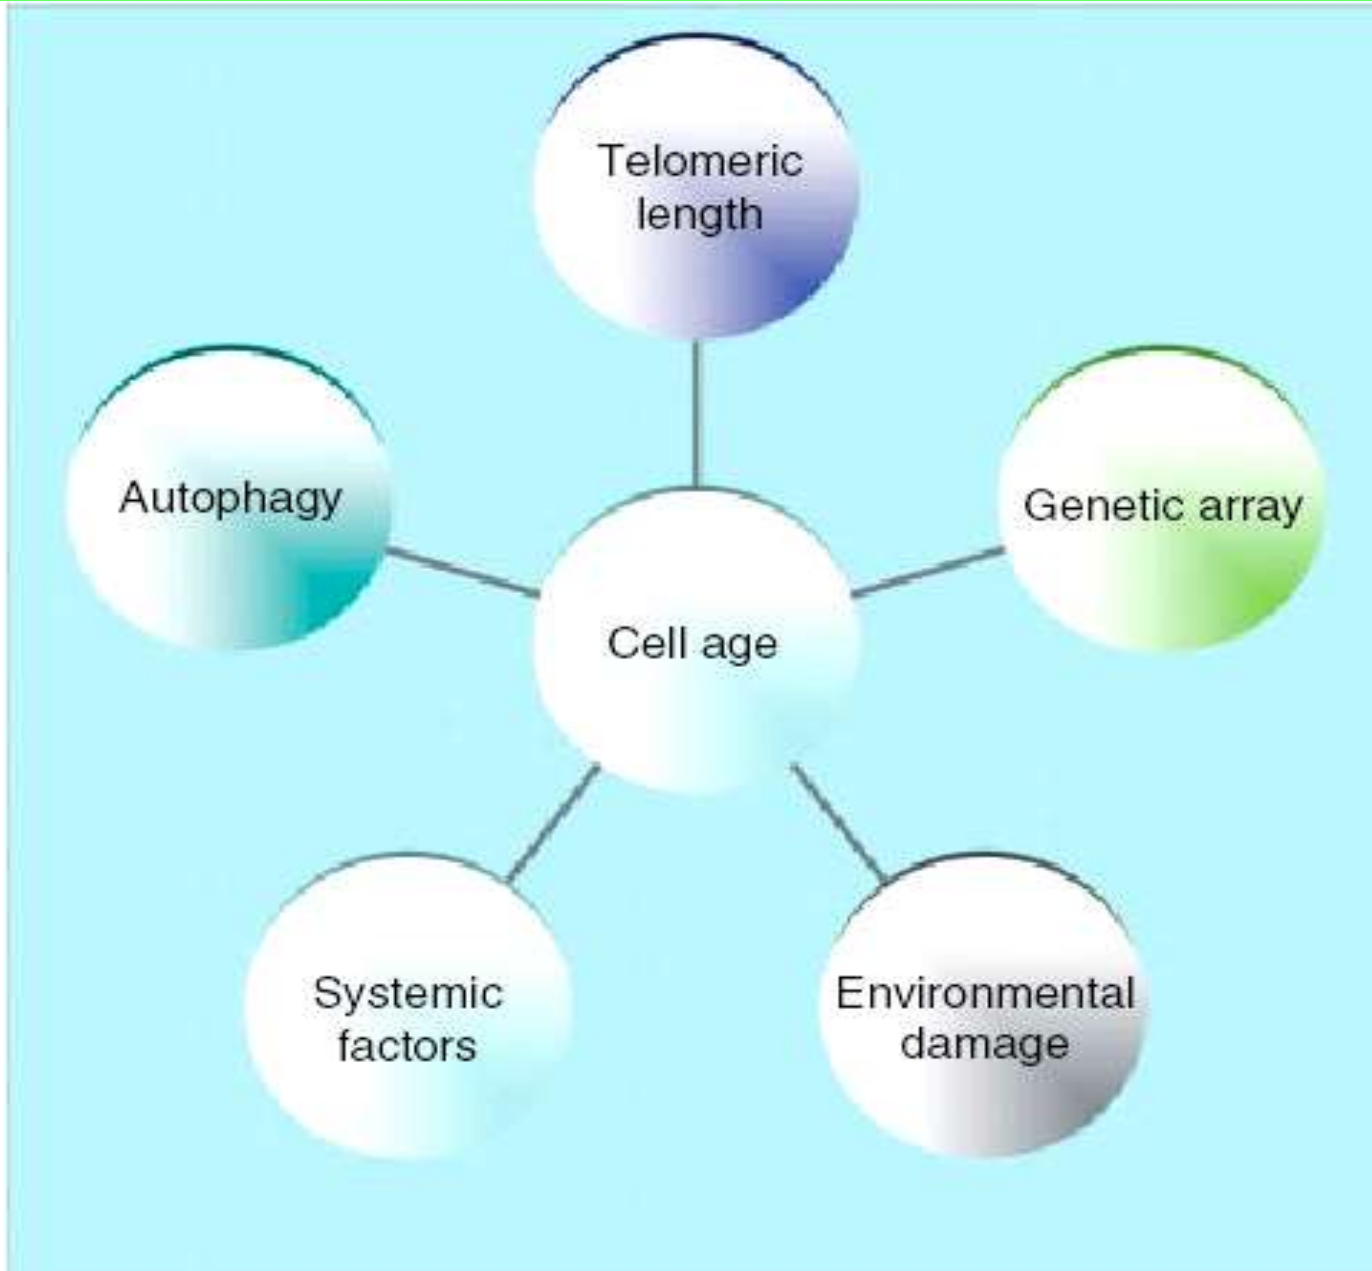 Telomeric
length
Autophagy
Genetic array
Cell age
Systemic
factors
Environmental
damage